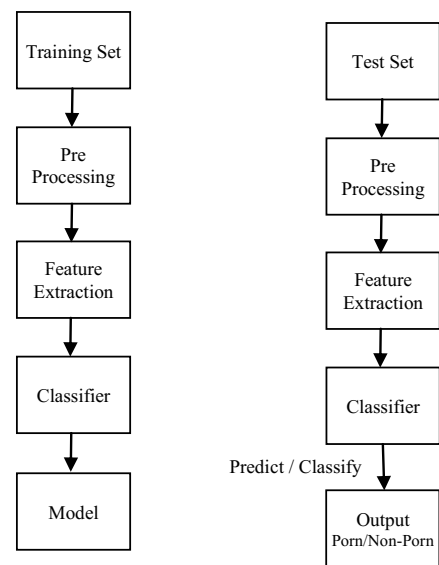 Training Set
Pre
Processing
Feature
Extraction
Classifier
Model
Test Set
Pre
Processing
Feature
Extraction
Classifier
Predict / Classify
Output
Porn/Non-Porn